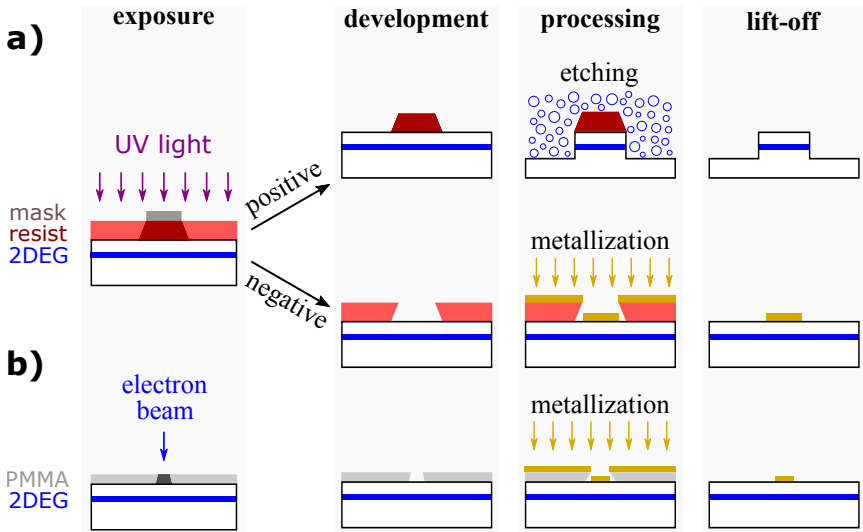 exposure
development
processing
lift-off
a)
etching
UV light
positive
mask
resist
2DEG
metallization
negative
b)
electron
beam
metallization
PMMA
2DEG